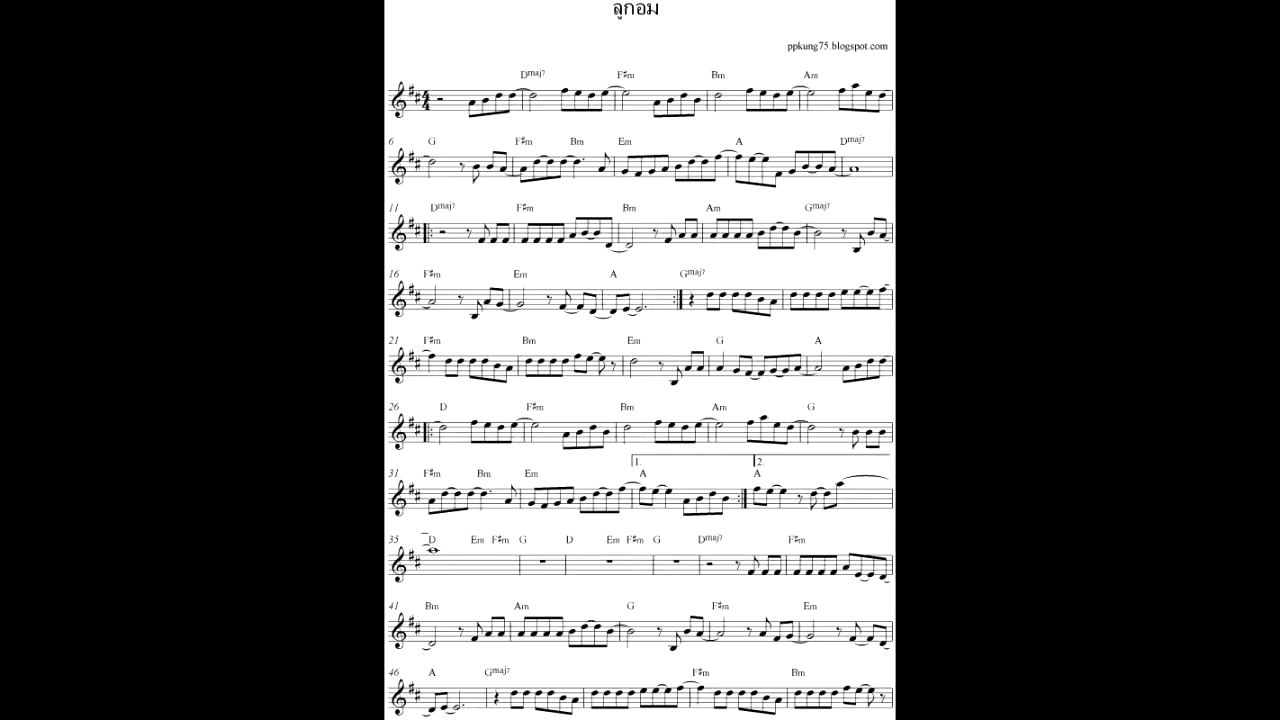 ลูกอม
ppkung75.blogspot.com
Dmaj7 F♯m Bm Am
4
4
6 G F♯m Bm Em A Dmaj7
11 Dmaj7 F♯m Bm Am Gmaj7
16 F♯m Em A Gmaj7
21 F♯m Bm Em G A
26 D F♯m Bm Am G
1. 2.
31 F♯m Bm Em A A
35 D Em F♯m G D Em F♯m G Dmaj7 F♯m
41 Bm Am G F♯m Em
46 A Gmaj7 F♯m Bm